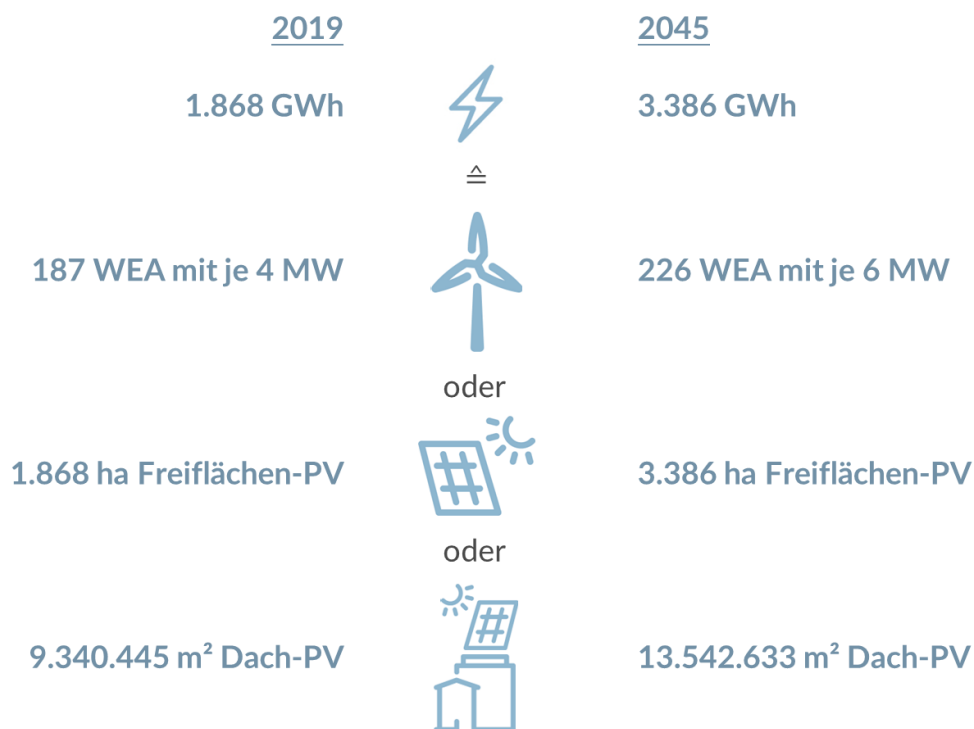 2019 2045
1.868 GWh 3.386 GWh
≙
187 WEA mit je 4 MW 226 WEA mit je 6 MW
oder
1.868 ha Freiflächen-PV 3.386 ha Freiflächen-PV
oder
9.340.445 m² Dach-PV 13.542.633 m² Dach-PV